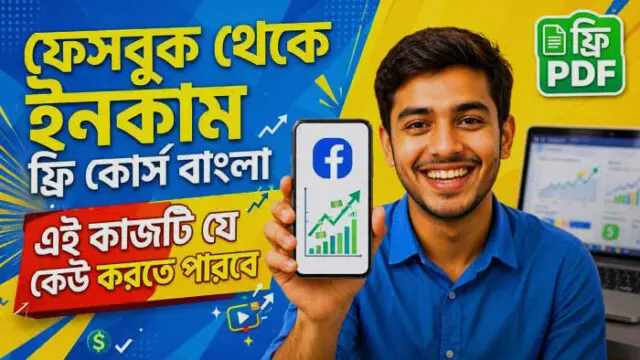 ফেসবুক থেকে
ইনকাম
ফ্রি কোর্স বাংলা
এই কাজটি যে
কেউ করতে পারবে
ফ্রি
PDF